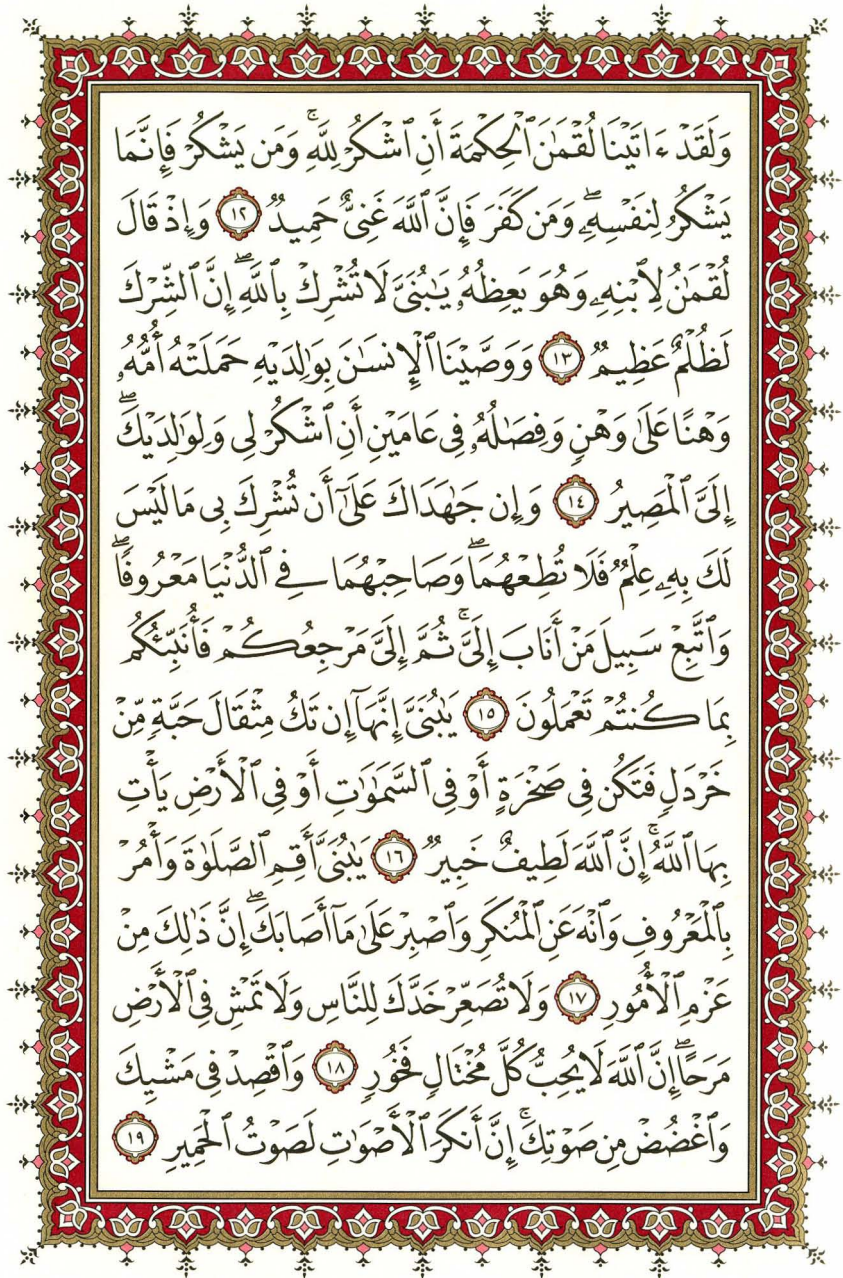 وَلَقَدۡ ءَاتَيۡنَا لُقۡمَٰنَ ٱلۡحِكۡمَةَ أَنِ ٱشۡكُرۡ لِلَّهِۚ وَمَن يَشۡكُرۡ فَإِنَّمَا
يَشۡكُرُ لِنَفۡسِهِۦۖ وَمَن كَفَرَ فَإِنَّ ٱللَّهَ غَنِيٌّ حَمِيدٞ ١٢ وَإِذۡ قَالَ
لُقۡمَٰنُ لِٱبۡنِهِۦ وَهُوَ يَعِظُهُۥ يَٰبُنَيَّ لَا تُشۡرِكۡ بِٱللَّهِۖ إِنَّ ٱلشِّرۡكَ
لَظُلۡمٌ عَظِيمٞ ١٣ وَوَصَّيۡنَا ٱلۡإِنسَٰنَ بِوَٰلِدَيۡهِ حَمَلَتۡهُ أُمُّهُۥ
وَهۡنًا عَلَىٰ وَهۡنٖ وَفِصَٰلُهُۥ فِي عَامَيۡنِ أَنِ ٱشۡكُرۡ لِي وَلِوَٰلِدَيۡكَۖ
إِلَيَّ ٱلۡمَصِيرُ ١٤ وَإِن جَٰهَدَاكَ عَلَىٰٓ أَن تُشۡرِكَ بِي مَا لَيۡسَ
لَكَ بِهِۦ عِلۡمٞ فَلَا تُطِعۡهُمَاۖ وَصَاحِبۡهُمَا فِي ٱلدُّنۡيَا مَعۡرُوفٗاۖ
وَٱتَّبِعۡ سَبِيلَ مَنۡ أَنَابَ إِلَيَّۚ ثُمَّ إِلَيَّ مَرۡجِعُكُمۡ فَأُنَبِّئُكُم
بِمَا كُنتُمۡ تَعۡمَلُونَ ١٥ يَٰبُنَيَّ إِنَّهَآ إِن تَكُ مِثۡقَالَ حَبَّةٖ مِّنۡ
خَرۡدَلٖ فَتَكُن فِي صَخۡرَةٍ أَوۡ فِي ٱلسَّمَٰوَٰتِ أَوۡ فِي ٱلۡأَرۡضِ يَأۡتِ
بِهَا ٱللَّهُۚ إِنَّ ٱللَّهَ لَطِيفٌ خَبِيرٞ ١٦ يَٰبُنَيَّ أَقِمِ ٱلصَّلَوٰةَ وَأۡمُرۡ
بِٱلۡمَعۡرُوفِ وَٱنۡهَ عَنِ ٱلۡمُنكَرِ وَٱصۡبِرۡ عَلَىٰ مَآ أَصَابَكَۖ إِنَّ ذَٰلِكَ مِنۡ
عَزۡمِ ٱلۡأُمُورِ ١٧ وَلَا تُصَعِّرۡ خَدَّكَ لِلنَّاسِ وَلَا تَمۡشِ فِي ٱلۡأَرۡضِ
مَرَحًاۖ إِنَّ ٱللَّهَ لَا يُحِبُّ كُلَّ مُخۡتَالٖ فَخُورٖ ١٨ وَٱقۡصِدۡ فِي مَشۡيِكَ
وَٱغۡضُضۡ مِن صَوۡتِكَۚ إِنَّ أَنكَرَ ٱلۡأَصۡوَٰتِ لَصَوۡتُ ٱلۡحَمِيرِ ١٩